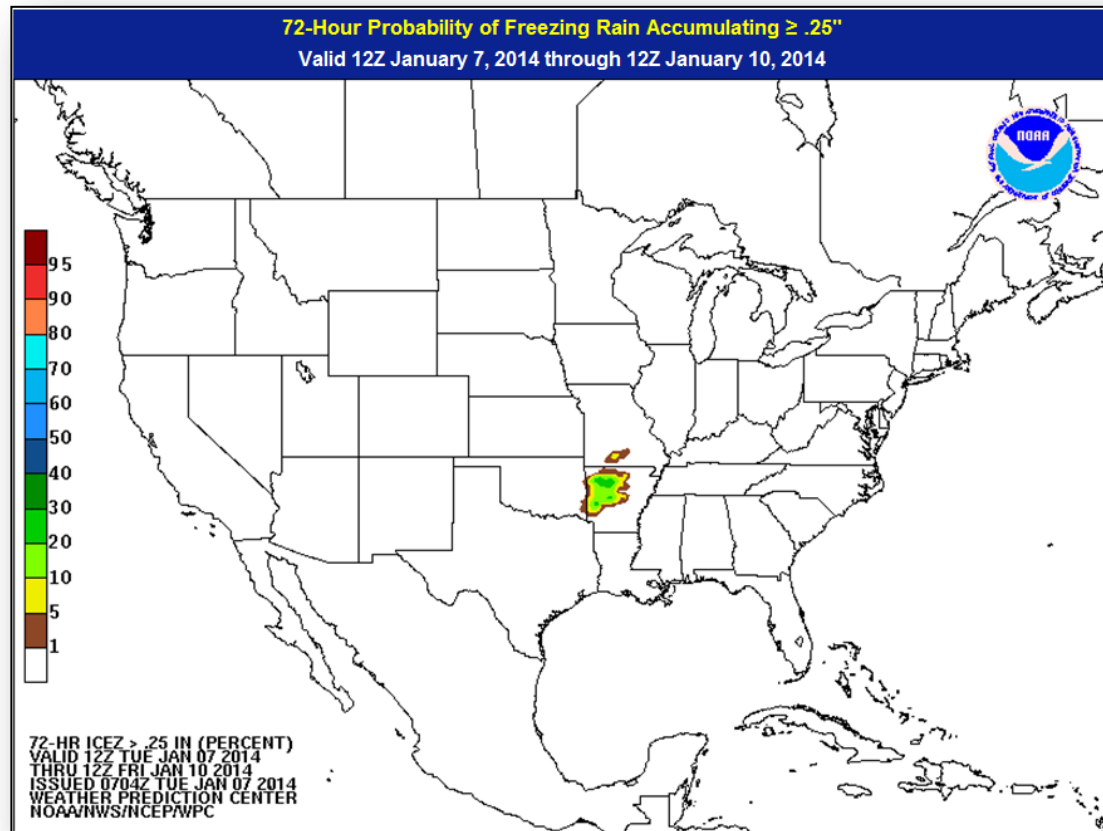 72-Hour Probability of Freezing Rain Accumulating ≥ .25"
Valid 12Z January 7, 2014 through 12Z January 10, 2014
NOAA
95
90
80
70
60
50
40
30
20
10
5
1
72-HR ICEZ > .25 IN (PERCENT)
VALID 12Z TUE JAN 07 2014
THRU 12Z FRI JAN 10 2014
ISSUED 0704Z TUE JAN 07 2014
WEATHER PREDICTION CENTER
NOAA/NWS/NCEP/WPC